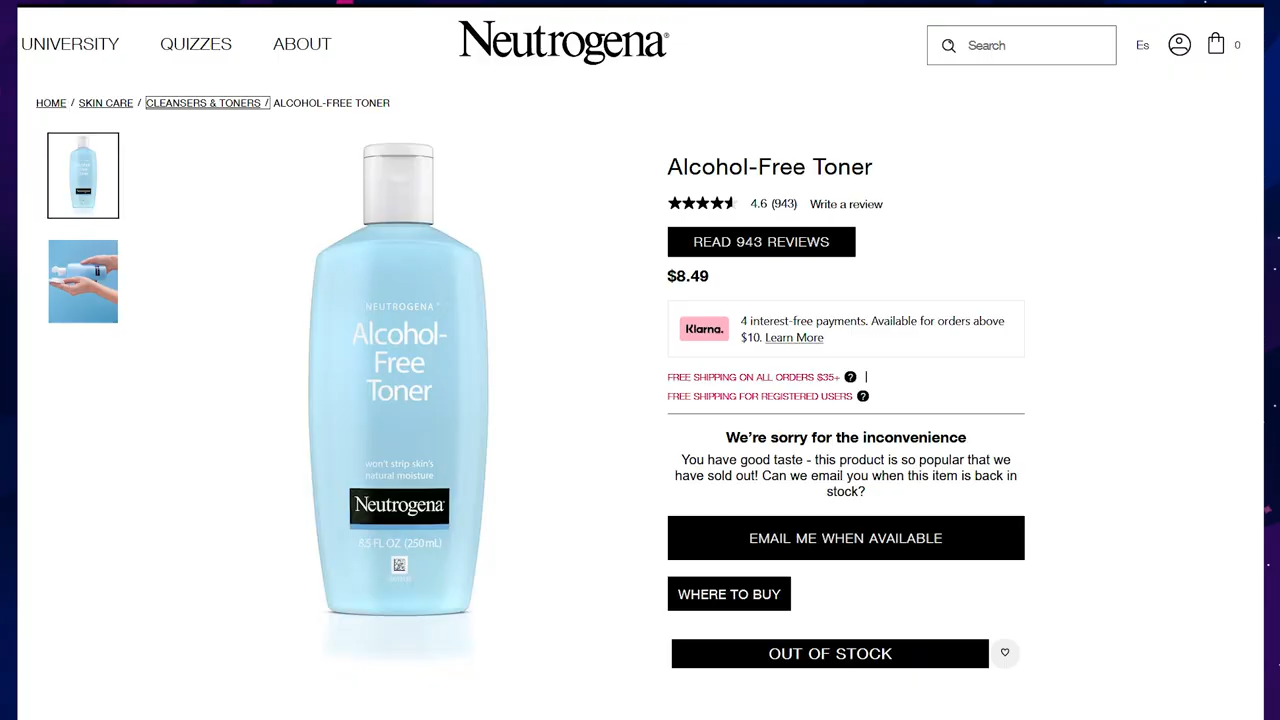 UNIVERSITY QUIZZES ABOUT
Neutrogena®
Search
Es
0
HOME / SKIN CARE / CLEANSERS & TONERS / ALCOHOL-FREE TONER
NEUTROGENA
Alcohol-
Free
Toner
won't strip skin's
natural moisture
Neutrogena
8.5 FL OZ (250mL)
Alcohol-Free Toner
4.6 (943) Write a review
READ 943 REVIEWS
$8.49
Klarna.
4 interest-free payments. Available for orders above
$10. Learn More
FREE SHIPPING ON ALL ORDERS $35+ ? |
FREE SHIPPING FOR REGISTERED USERS ?
We're sorry for the inconvenience
You have good taste - this product is so popular that we
have sold out! Can we email you when this item is back in
stock?
EMAIL ME WHEN AVAILABLE
WHERE TO BUY
OUT OF STOCK